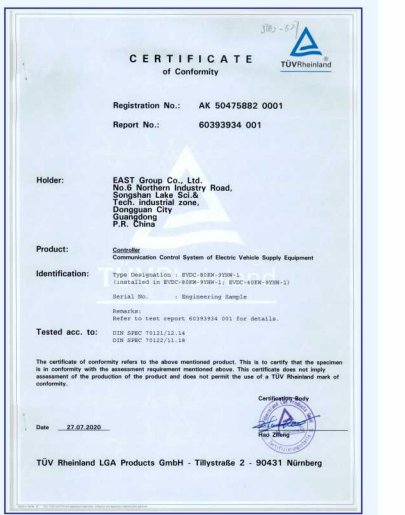 CERTIFICATE
of Conformity
TÜVRheinland®
Registration No.: AK 50475882 0001
Report No.: 60393934 001
Holder: EAST Group Co., Ltd.
No.6 Northern Industry Road,
Songshan Lake Sci.&
Tech. industrial zone,
Dongguan City
Guangdong
P.R. China
Product: Controller
Communication Control System of Electric Vehicle Supply Equipment
Identification: Type Designation : EVDC-80KW-9YHW-1
(installed in EVDC-80KW-9YHW-1; EVDC-40KW-9YHW-1)
Serial No. : Engineering Sample
Remarks:
Refer to test report 60393934 001 for details.
Tested acc. to: DIN SPEC 70121/12.14
DIN SPEC 70122/11.18
The certificate of conformity refers to the above mentioned product. This is to certify that the specimen
is in conformity with the assessment requirement mentioned above. This certificate does not imply
assessment of the production of the product and does not permit the use of a TÜV Rheinland mark of
conformity.
Certification Body
Date 27.07.2020
Hao Zheng
TÜV Rheinland LGA Products GmbH - Tillystraße 2 - 90431 Nürnberg